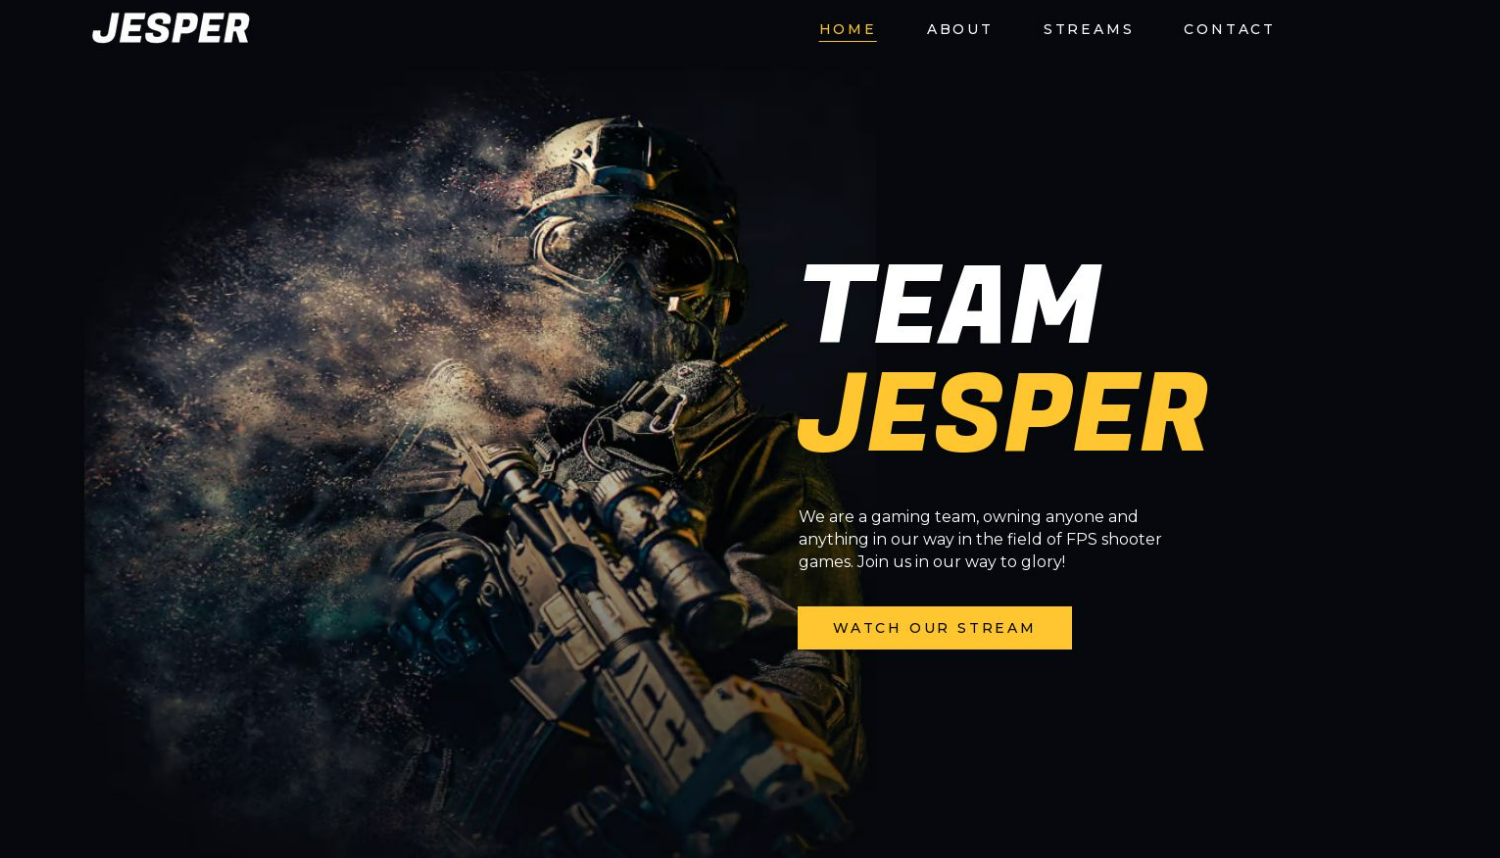 JESPER
HOME ABOUT STREAMS CONTACT
TEAM
JESPER
We are a gaming team, owning anyone and
anything in our way in the field of FPS shooter
games. Join us in our way to glory!
WATCH OUR STREAM